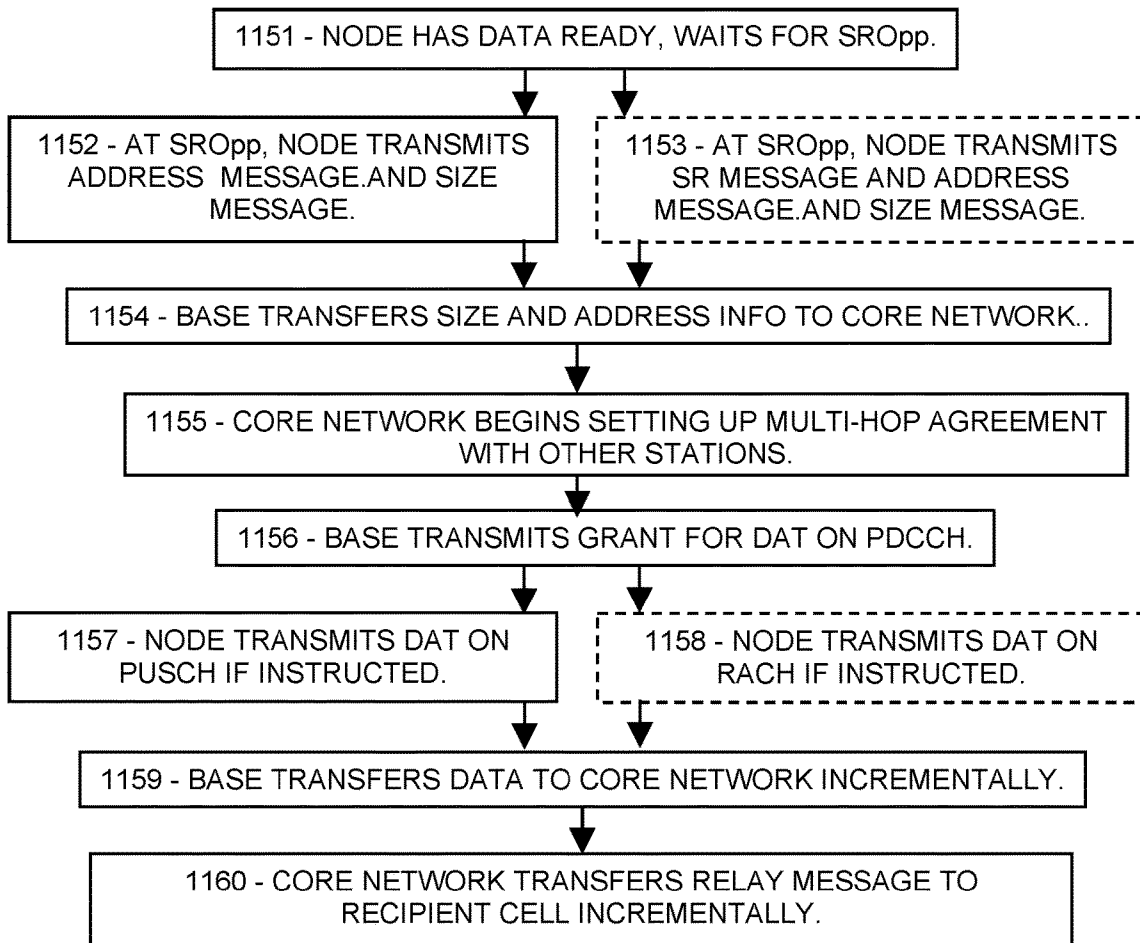 1151 - NODE HAS DATA READY, WAITS FOR SROpp.
1152 - AT SROpp, NODE TRANSMITS
ADDRESS MESSAGE.AND SIZE
MESSAGE.
1153 - AT SROpp, NODE TRANSMITS
SR MESSAGE AND ADDRESS
MESSAGE.AND SIZE MESSAGE.
1154 - BASE TRANSFERS SIZE AND ADDRESS INFO TO CORE NETWORK..
1155 - CORE NETWORK BEGINS SETTING UP MULTI-HOP AGREEMENT
WITH OTHER STATIONS.
1156 - BASE TRANSMITS GRANT FOR DAT ON PDCCH.
1157 - NODE TRANSMITS DAT ON
PUSCH IF INSTRUCTED.
1158 - NODE TRANSMITS DAT ON
RACH IF INSTRUCTED.
1159 - BASE TRANSFERS DATA TO CORE NETWORK INCREMENTALLY.
1160 - CORE NETWORK TRANSFERS RELAY MESSAGE TO
RECIPIENT CELL INCREMENTALLY.